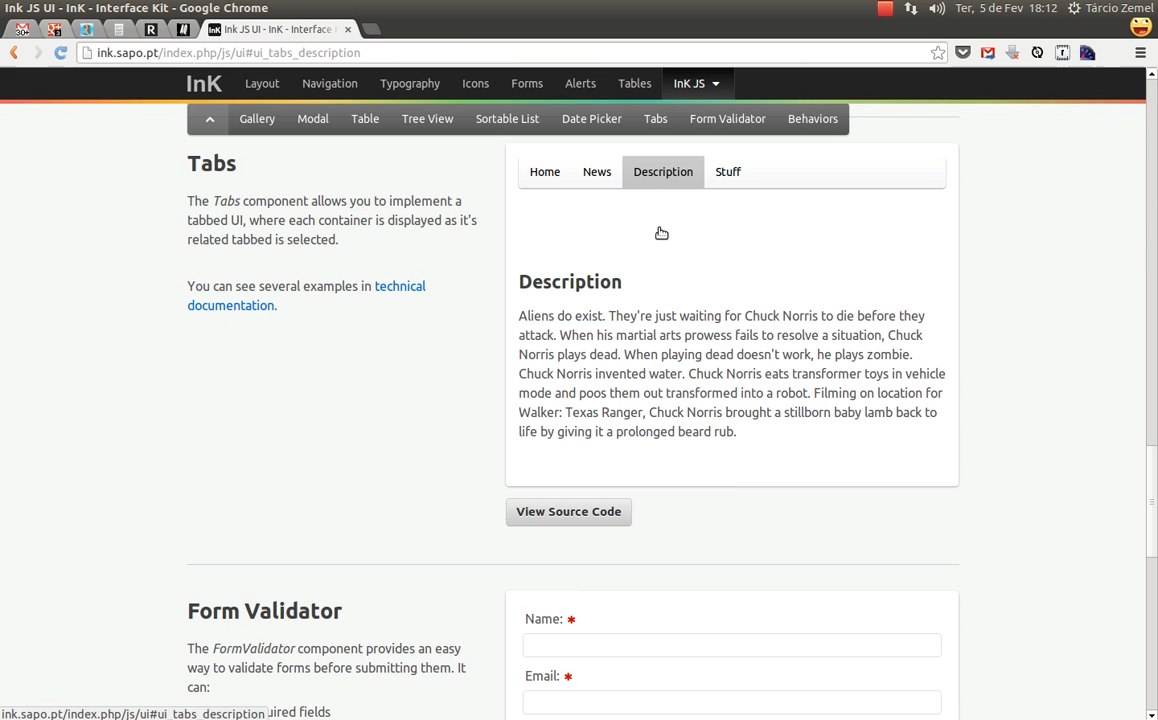 Ink JS UI - InK - Interface Kit - Google Chrome
Ter, 5 de Fev 18:12 Tárcio Zemel
30+
R
InK Ink JS UI - InK - Interface
ink.sapo.pt/index.php/js/ui#ui_tabs_description
InK Layout Navigation Typography Icons Forms Alerts Tables InK JS
Gallery Modal Table Tree View Sortable List Date Picker Tabs Form Validator Behaviors
Tabs
The Tabs component allows you to implement a
tabbed UI, where each container is displayed as it's
related tabbed is selected.
You can see several examples in technical
documentation.
Home News Description Stuff
Description
Aliens do exist. They're just waiting for Chuck Norris to die before they
attack. When his martial arts prowess fails to resolve a situation, Chuck
Norris plays dead. When playing dead doesn't work, he plays zombie.
Chuck Norris invented water. Chuck Norris eats transformer toys in vehicle
mode and poos them out transformed into a robot. Filming on location for
Walker: Texas Ranger, Chuck Norris brought a stillborn baby lamb back to
life by giving it a prolonged beard rub.
View Source Code
Form Validator
The FormValidator component provides an easy
way to validate forms before submitting them. It
can:
uired fields
Name: *
Email: *
ink.sapo.pt/index.php/js/ui#ui_tabs_description